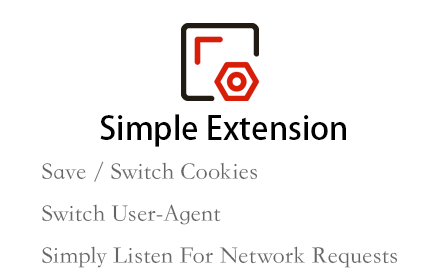 Simple Extension
Save / Switch Cookies
Switch User-Agent
Simply Listen For Network Requests